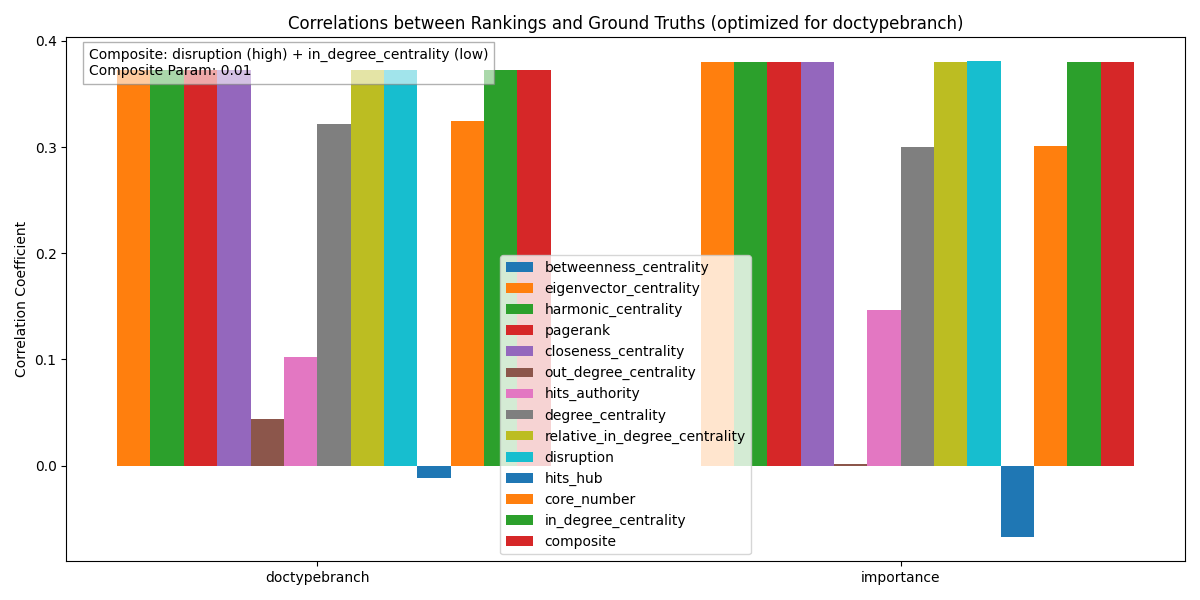 Correlations between Rankings and Ground Truths (optimized for doctypebranch)
Composite: disruption (high) + in_degree_centrality (low)
Composite Param: 0.01
0.4
0.3
0.2
0.1
0.0
Correlation Coefficient
betweenness_centrality
eigenvector_centrality
harmonic_centrality
pagerank
closeness_centrality
out_degree_centrality
hits_authority
degree_centrality
relative_in_degree_centrality
disruption
hits_hub
core_number
in_degree_centrality
composite
doctypebranch
importance